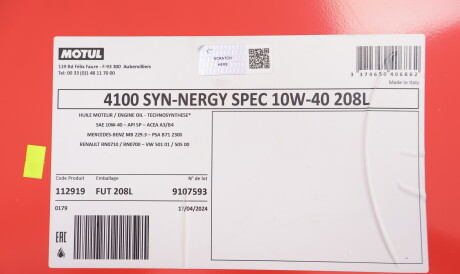 MOTUL
119 Bd Félix Faure - F-93 300 Aubervilliers
Tel: 00 33 (0)1 48 11 70 00
SCRATCH
HERE
3 374650 406862
Made in Italy
4100 SYN-NERGY SPEC 10W-40 208L
HUILE MOTEUR / ENGINE OIL - TECHNOSYNTHESE®
SAE 10W-40 – API SP – ACEA A3/B4
MERCEDES-BENZ MB 229.3 – PSA B71 2300
RENAULT RN0710 / RN0700 – VW 501 01 / 505 00
Code Produit Emballage N° de lot
112919 FUT 208L 9107593
0179 17/04/2024
EAC